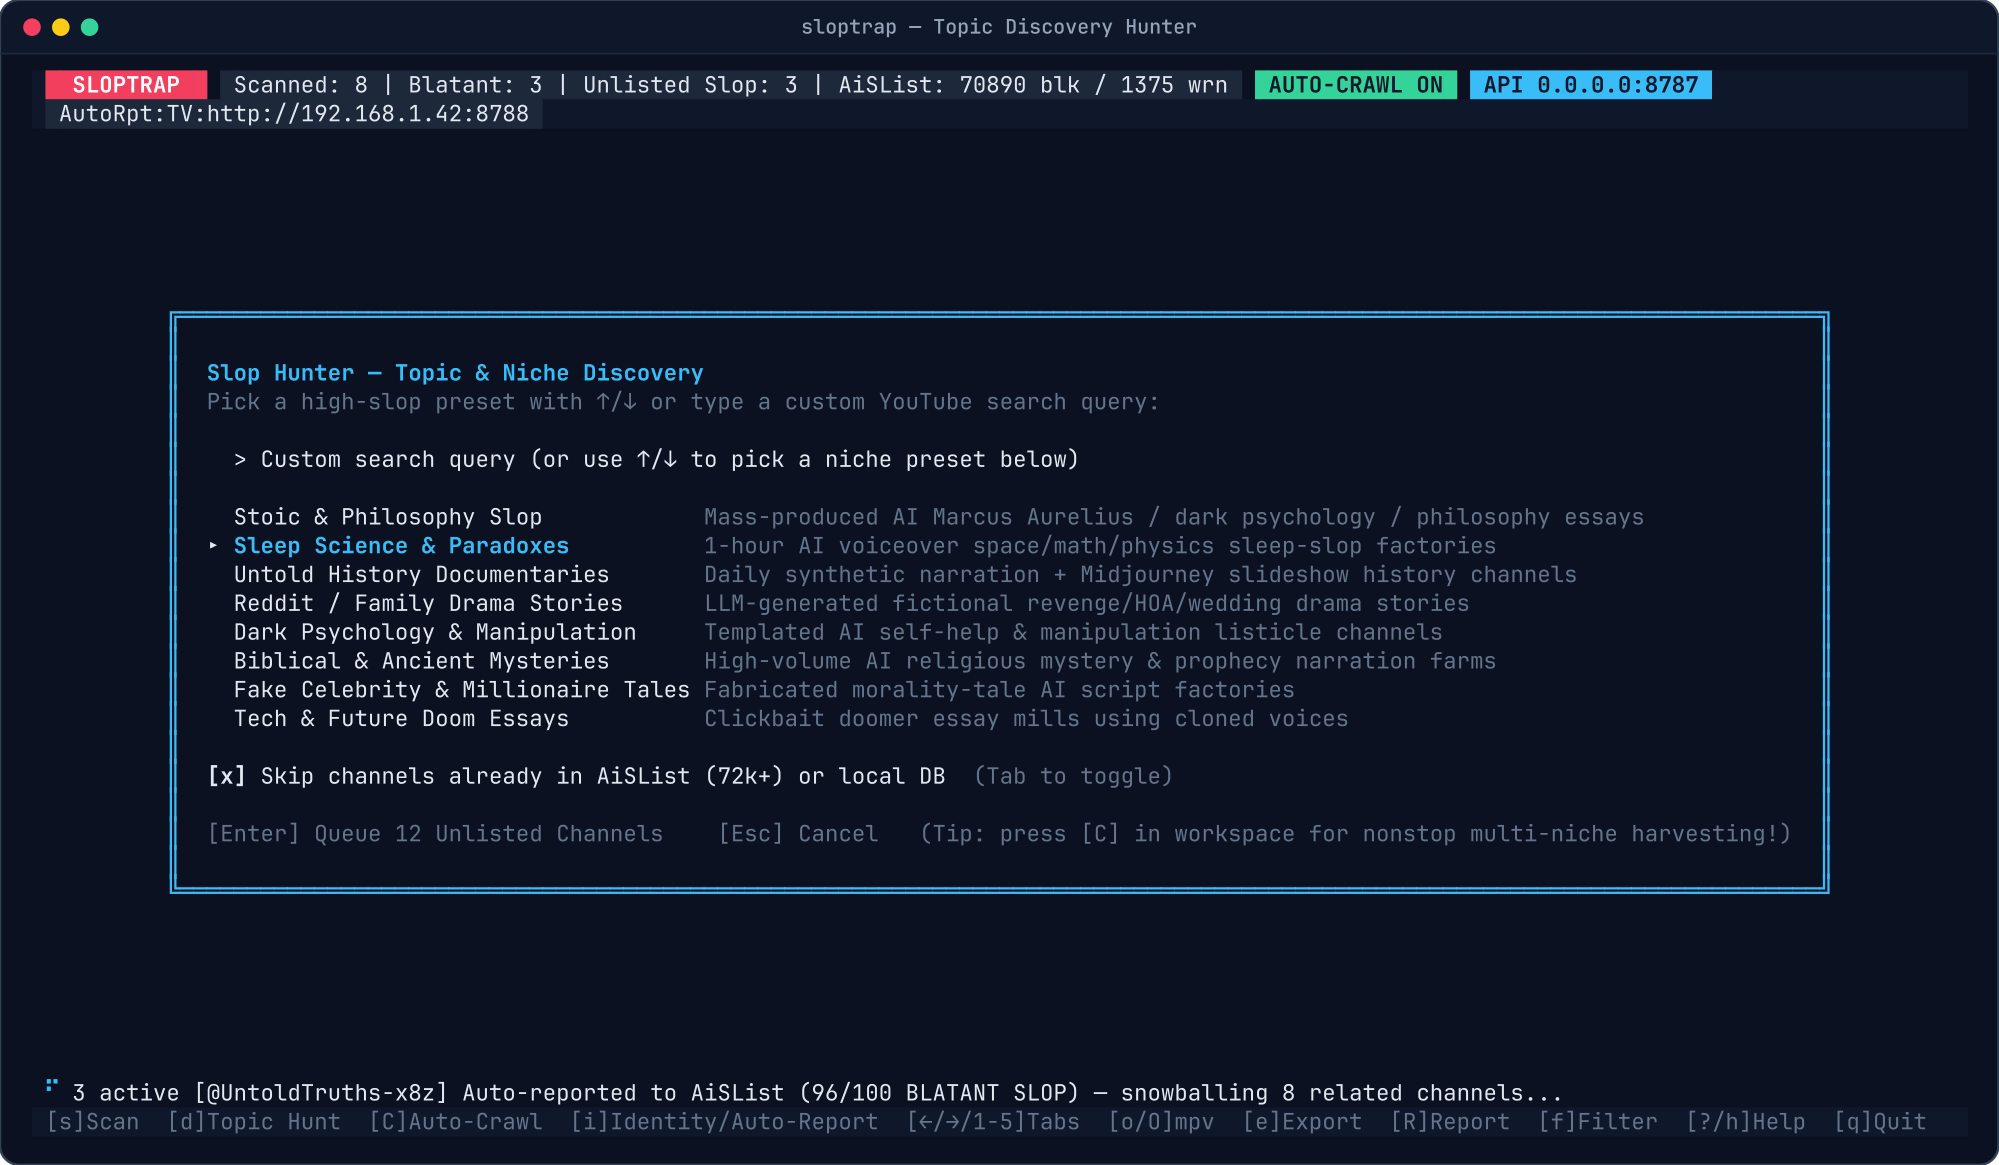 sloptrap — Topic Discovery Hunter
SLOPTRAP Scanned: 8 | Blatant: 3 | Unlisted Slop: 3 | AiSList: 70890 blk / 1375 wrn AUTO-CRAWL ON API 0.0.0.0:8787
AutoRpt:TV:http://192.168.1.42:8788
Slop Hunter — Topic & Niche Discovery
Pick a high-slop preset with ↑/↓ or type a custom YouTube search query:
> Custom search query (or use ↑/↓ to pick a niche preset below)
Stoic & Philosophy Slop Mass-produced AI Marcus Aurelius / dark psychology / philosophy essays
▸ Sleep Science & Paradoxes 1-hour AI voiceover space/math/physics sleep-slop factories
Untold History Documentaries Daily synthetic narration + Midjourney slideshow history channels
Reddit / Family Drama Stories LLM-generated fictional revenge/HOA/wedding drama stories
Dark Psychology & Manipulation Templated AI self-help & manipulation listicle channels
Biblical & Ancient Mysteries High-volume AI religious mystery & prophecy narration farms
Fake Celebrity & Millionaire Tales Fabricated morality-tale AI script factories
Tech & Future Doom Essays Clickbait doomer essay mills using cloned voices
[x] Skip channels already in AiSList (72k+) or local DB (Tab to toggle)
[Enter] Queue 12 Unlisted Channels [Esc] Cancel (Tip: press [C] in workspace for nonstop multi-niche harvesting!)
3 active [@UntoldTruths-x8z] Auto-reported to AiSList (96/100 BLATANT SLOP) — snowballing 8 related channels...
[s]Scan [d]Topic Hunt [C]Auto-Crawl [i]Identity/Auto-Report [←/→/1-5]Tabs [o/O]mpv [e]Export [R]Report [f]Filter [?/h]Help [q]Quit